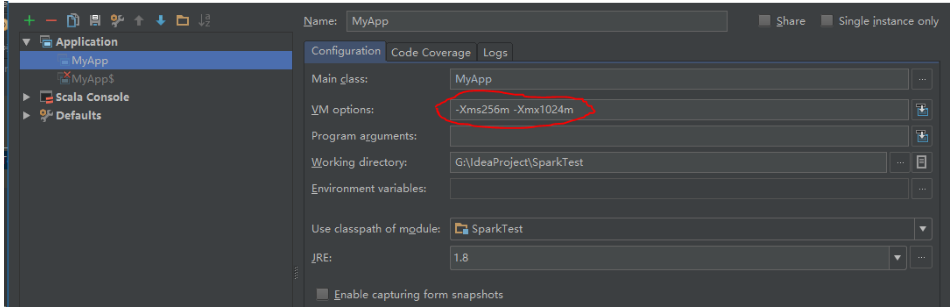 Name: MyApp Share Single instance only
Application
MyApp
MyApp$
Scala Console
Defaults
Configuration Code Coverage Logs
Main class: MyApp ...
VM options: -Xms256m -Xmx1024m
Program arguments:
Working directory: G:\IdeaProject\SparkTest ...
Environment variables: ...
Use classpath of module: SparkTest
JRE: 1.8 ...
Enable capturing form snapshots